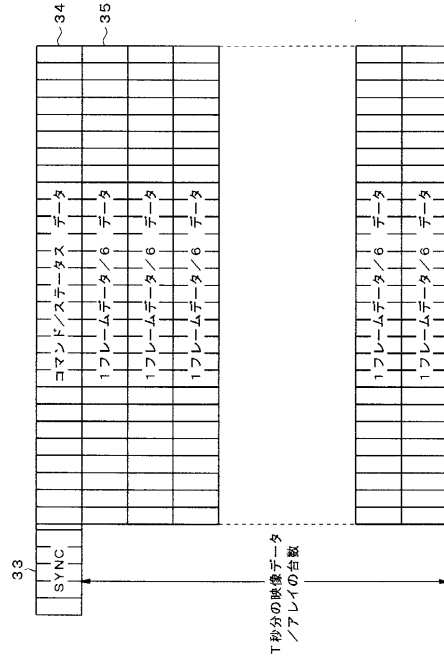 33
SYNC
コマンド／ステータス データ
34
1フレームデータ／6 データ
35
1フレームデータ／6 データ
1フレームデータ／6 データ
T秒分の映像データ
／アレイの台数
1フレームデータ／6 データ
1フレームデータ／6 データ